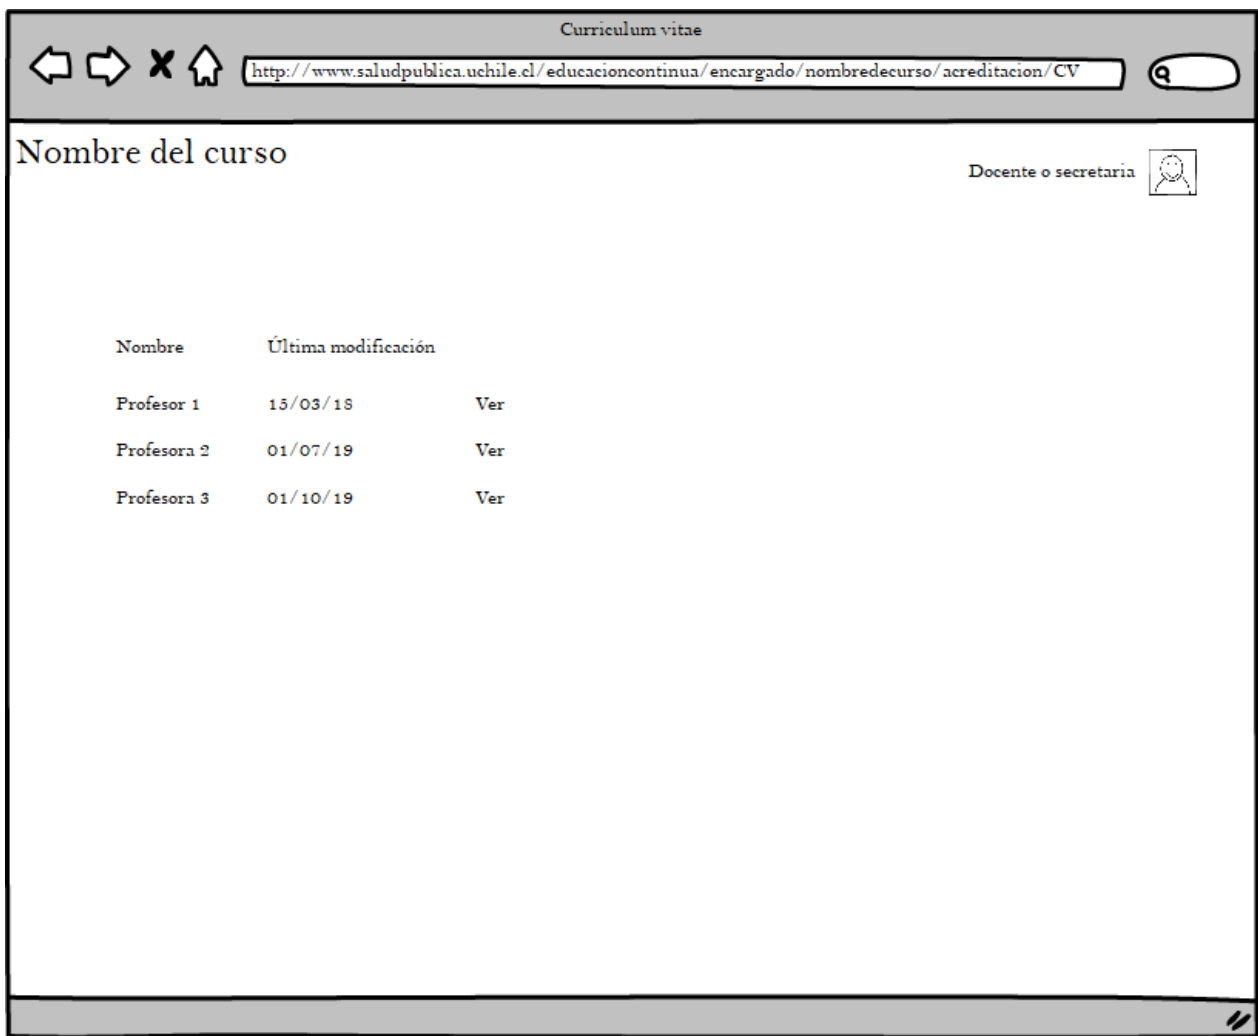 Curriculum vitae
http://www.saludpublica.uchile.cl/educacioncontinua/encargado/nombredecurso/acreditacion/CV
Nombre del curso
Docente o secretaria
Nombre Última modificación
Profesor 1 15/03/18 Ver
Profesora 2 01/07/19 Ver
Profesora 3 01/10/19 Ver